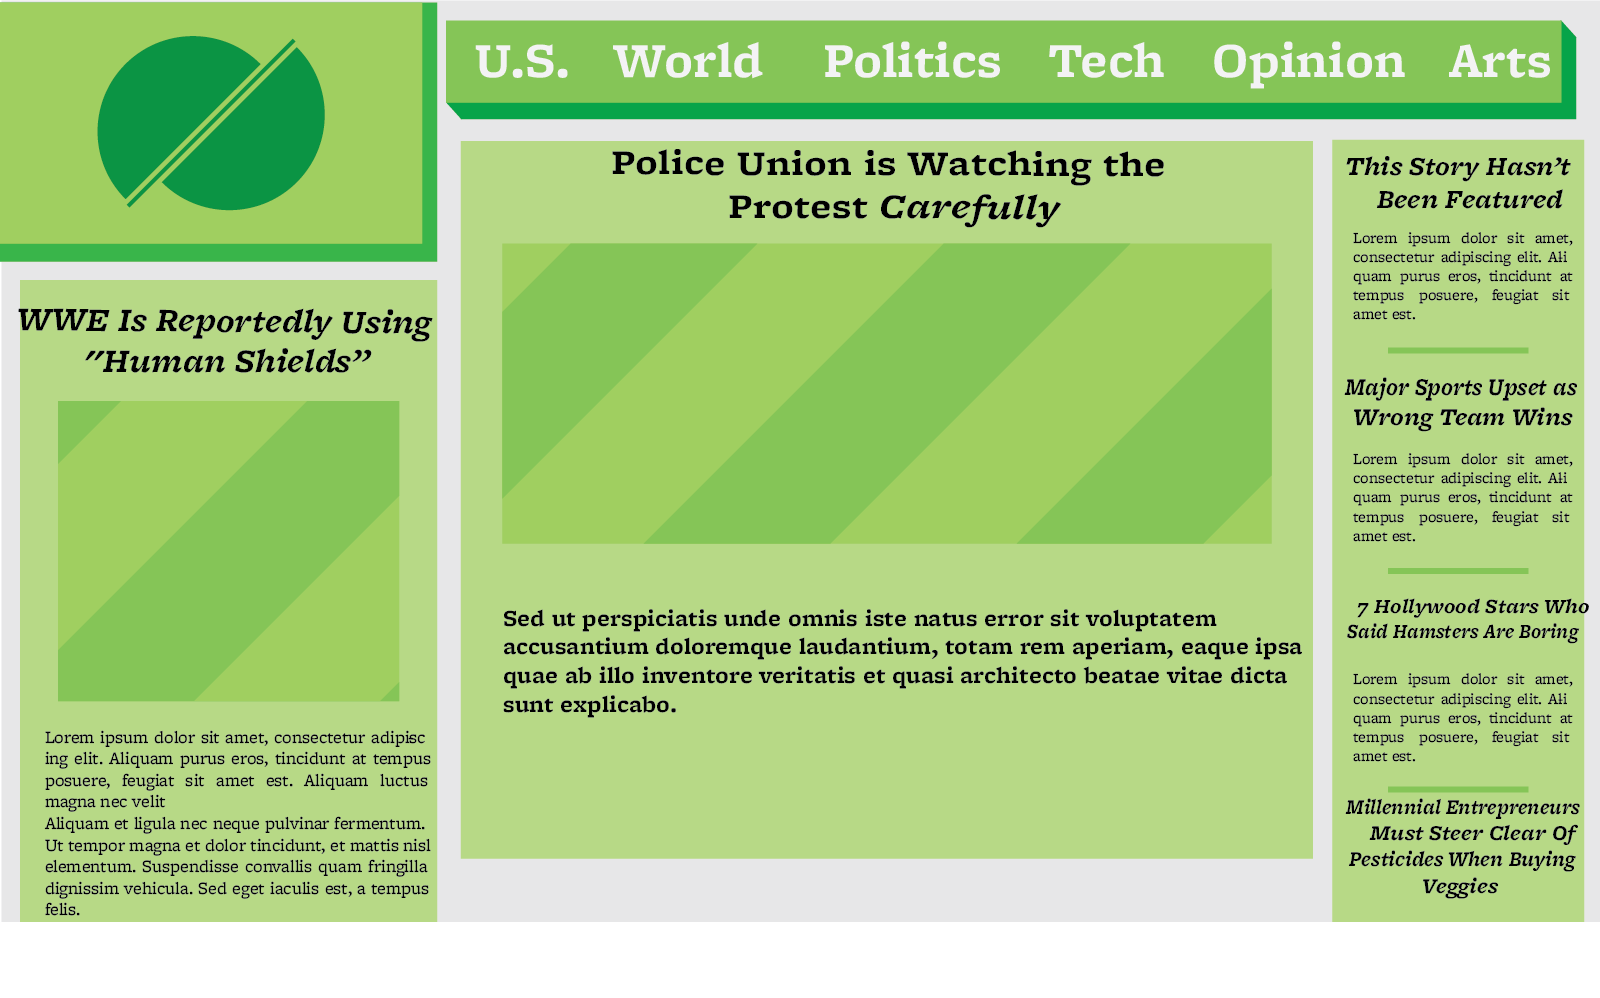 U.S. World Politics Tech Opinion Arts
WWE Is Reportedly Using
"Human Shields”
Lorem ipsum dolor sit amet, consectetur adipisc
ing elit. Aliquam purus eros, tincidunt at tempus
posuere, feugiat sit amet est. Aliquam luctus
magna nec velit
Aliquam et ligula nec neque pulvinar fermentum.
Ut tempor magna et dolor tincidunt, et mattis nisl
elementum. Suspendisse convallis quam fringilla
dignissim vehicula. Sed eget iaculis est, a tempus
felis.
Police Union is Watching the
Protest Carefully
Sed ut perspiciatis unde omnis iste natus error sit voluptatem
accusantium doloremque laudantium, totam rem aperiam, eaque ipsa
quae ab illo inventore veritatis et quasi architecto beatae vitae dicta
sunt explicabo.
This Story Hasn’t
Been Featured
Lorem ipsum dolor sit amet,
consectetur adipiscing elit. Ali
quam purus eros, tincidunt at
tempus posuere, feugiat sit
amet est.
Major Sports Upset as
Wrong Team Wins
Lorem ipsum dolor sit amet,
consectetur adipiscing elit. Ali
quam purus eros, tincidunt at
tempus posuere, feugiat sit
amet est.
7 Hollywood Stars Who
Said Hamsters Are Boring
Lorem ipsum dolor sit amet,
consectetur adipiscing elit. Ali
quam purus eros, tincidunt at
tempus posuere, feugiat sit
amet est.
Millennial Entrepreneurs
Must Steer Clear Of
Pesticides When Buying
Veggies